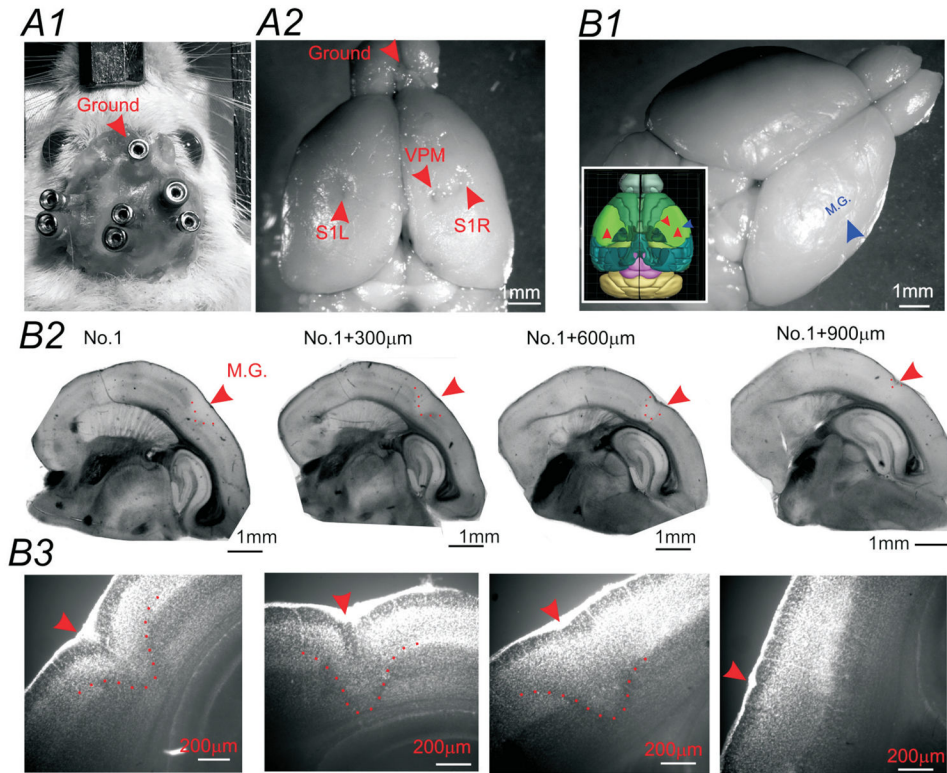 A1
A2
B1
Ground
Ground
VPM
S1L
S1R
1mm
M.G.
1mm
B2
No.1
No.1+300μm
No.1+600μm
No.1+900μm
M.G.
1mm
1mm
1mm
1mm
B3
200μm
200μm
200μm
200μm